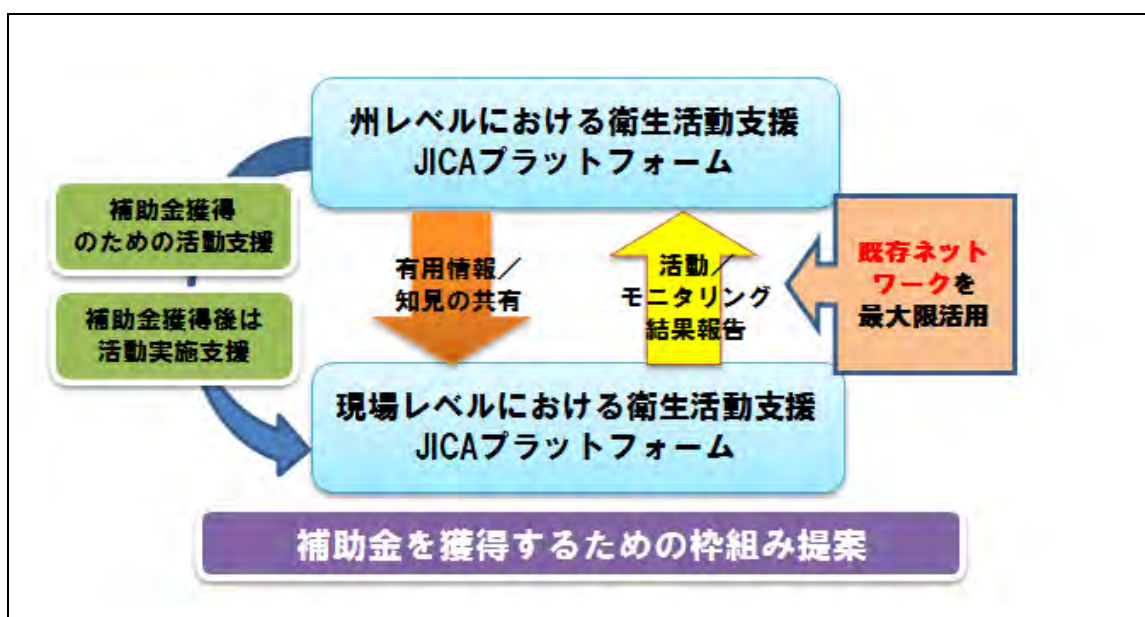 州レベルにおける衛生活動支援
JICAプラットフォーム
補助金獲得
のための活動支援
補助金獲得後は
活動実施支援
有用情報／
知見の共有
活動／
モニタリング
結果報告
既存ネット
ワークを
最大限活用
現場レベルにおける衛生活動支援
JICAプラットフォーム
補助金を獲得するための枠組み提案